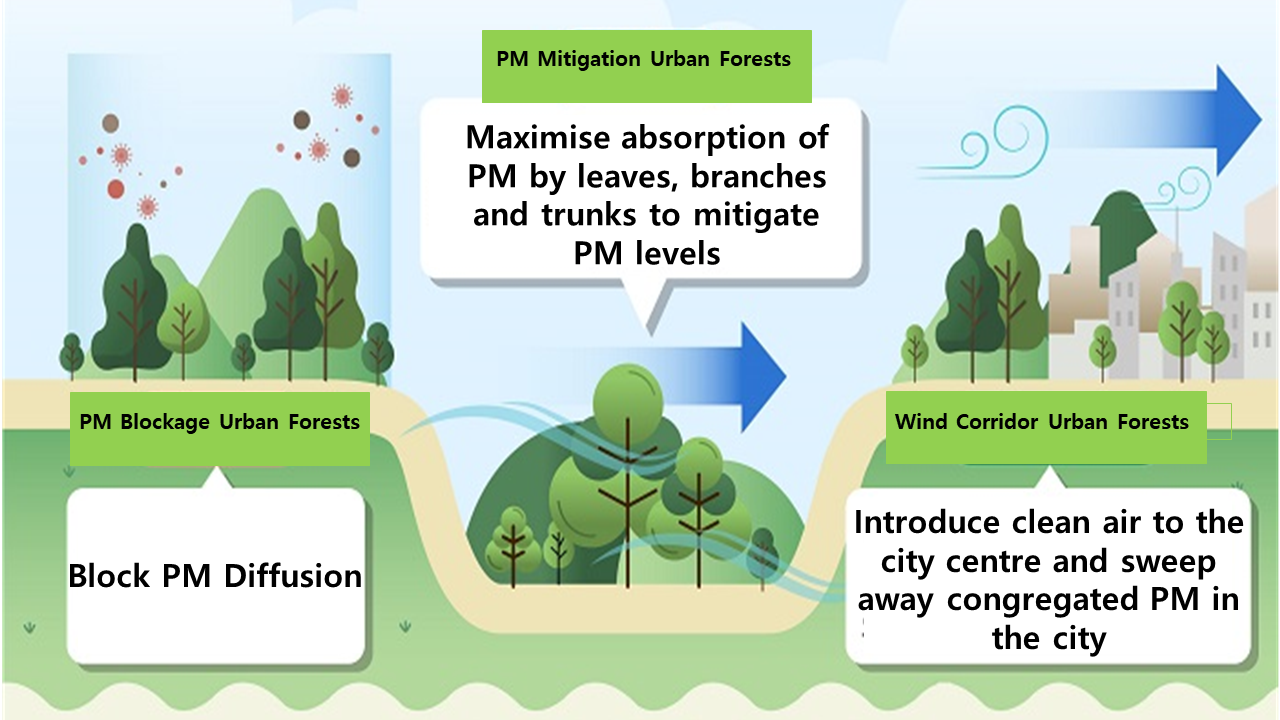 PM Mitigation Urban Forests
Maximise absorption of
PM by leaves, branches
and trunks to mitigate
PM levels
PM Blockage Urban Forests
Block PM Diffusion
Wind Corridor Urban Forests
Introduce clean air to the
city centre and sweep
away congregated PM in
the city